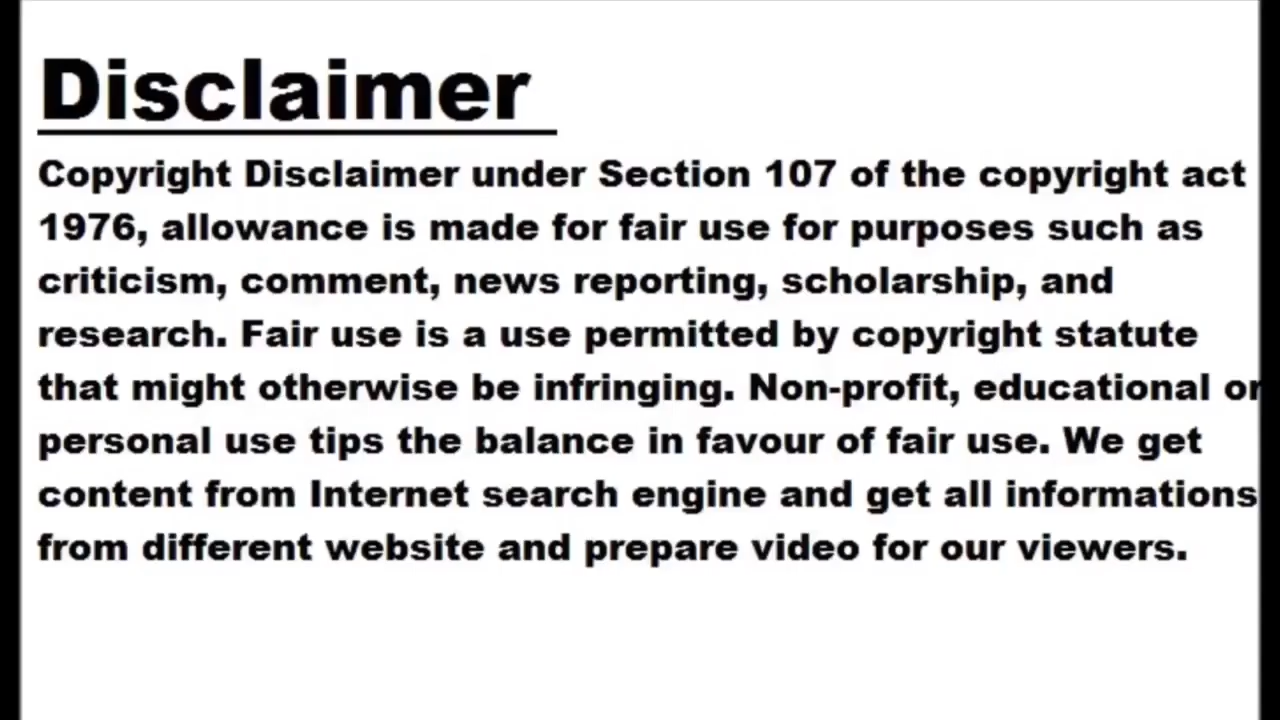 Disclaimer
Copyright Disclaimer under Section 107 of the copyright act
1976, allowance is made for fair use for purposes such as
criticism, comment, news reporting, scholarship, and
research. Fair use is a use permitted by copyright statute
that might otherwise be infringing. Non-profit, educational or
personal use tips the balance in favour of fair use. We get
content from Internet search engine and get all informations
from different website and prepare video for our viewers.